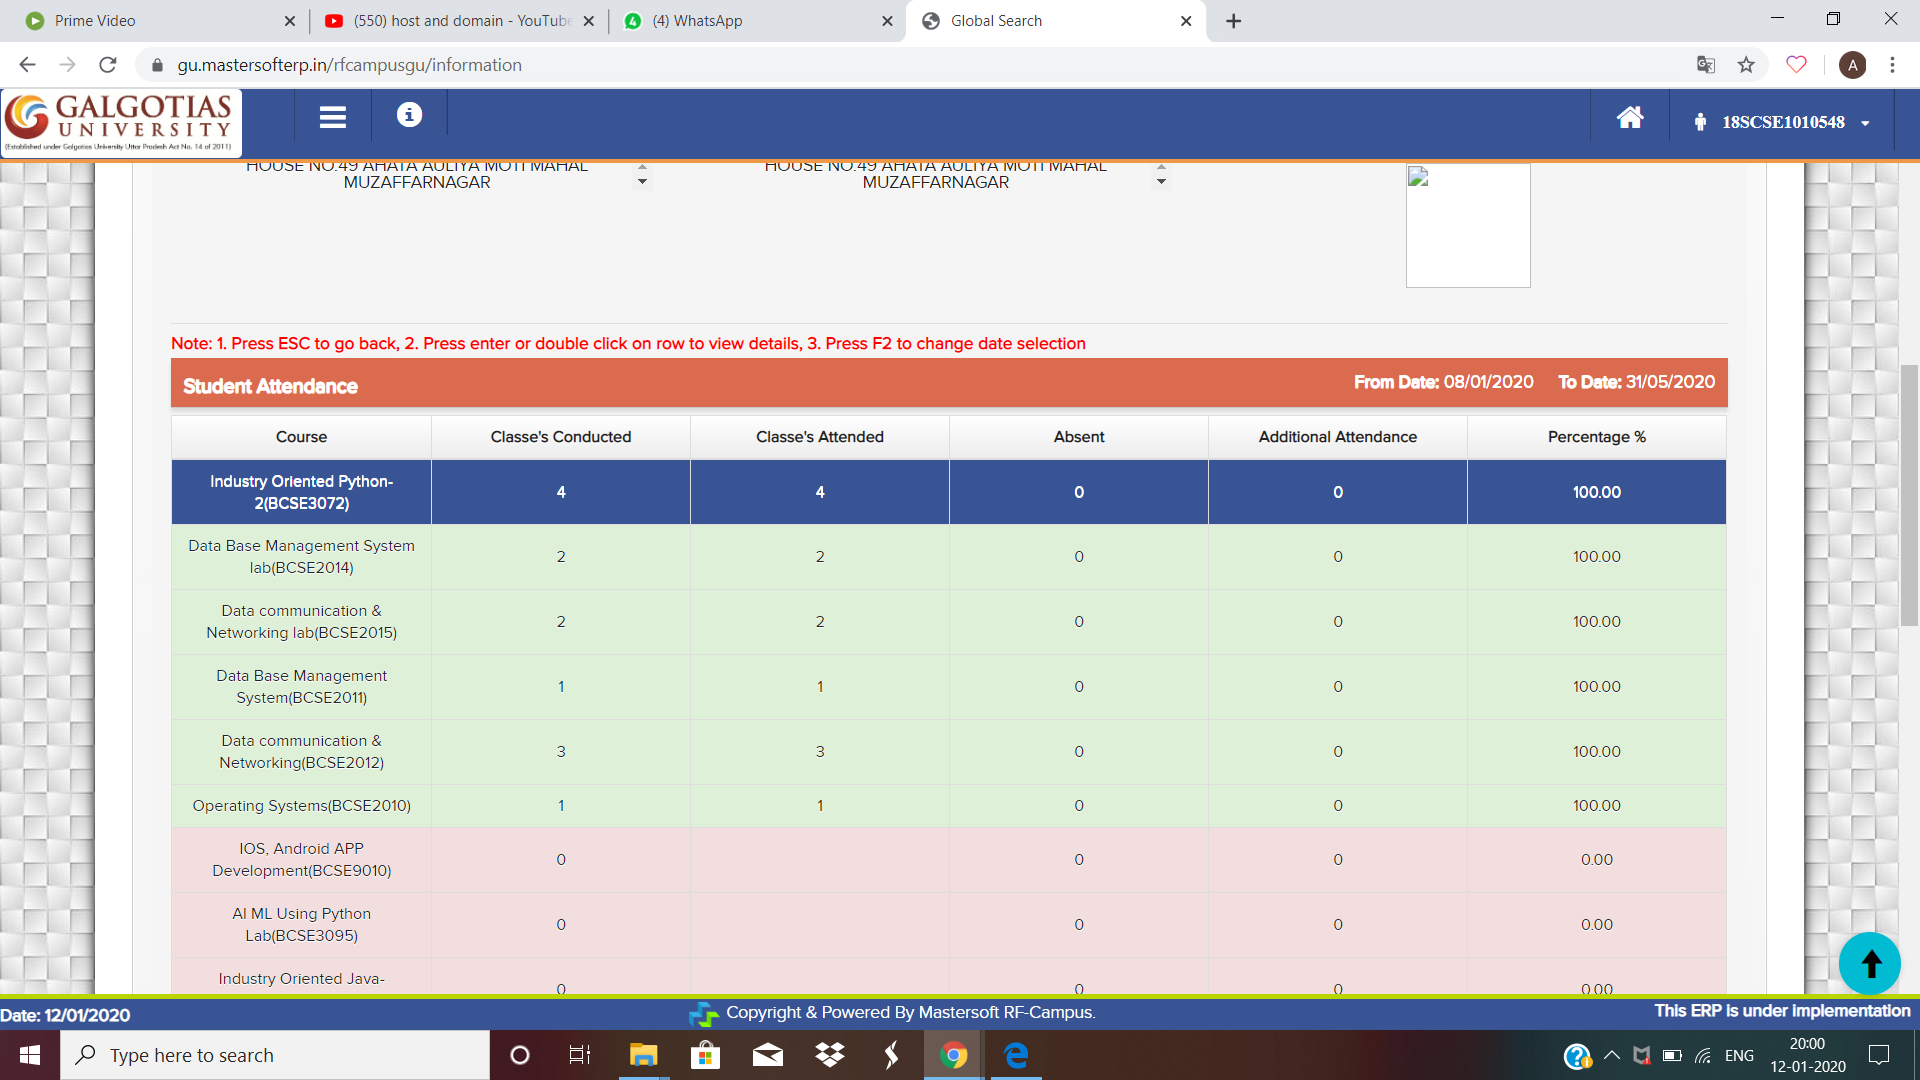 Prime Video
(550) host and domain - YouTube
(4) WhatsApp
Global Search
gu.mastersofterp.in/rfcampusgu/information
A
GALGOTIAS
UNIVERSITY
(Established under Galgotias University Uttar Pradesh Act No. 14 of 2011)
18SCSE1010548
HOUSE NO.49 AHATA AULIYA MOTI MAHAL
MUZAFFARNAGAR
HOUSE NO.49 AHATA AULIYA MOTI MAHAL
MUZAFFARNAGAR
Note: 1. Press ESC to go back, 2. Press enter or double click on row to view details, 3. Press F2 to change date selection
Student Attendance From Date: 08/01/2020 To Date: 31/05/2020
Course Classe's Conducted Classe's Attended Absent Additional Attendance Percentage %
Industry Oriented Python-
2(BCSE3072) 4 4 0 0 100.00
Data Base Management System
lab(BCSE2014) 2 2 0 0 100.00
Data communication &
Networking lab(BCSE2015) 2 2 0 0 100.00
Data Base Management
System(BCSE2011) 1 1 0 0 100.00
Data communication &
Networking(BCSE2012) 3 3 0 0 100.00
Operating Systems(BCSE2010) 1 1 0 0 100.00
IOS, Android APP
Development(BCSE9010) 0 0 0 0.00
AI ML Using Python
Lab(BCSE3095) 0 0 0 0.00
Industry Oriented Java- 0 0 0 0.00
Date: 12/01/2020 Copyright & Powered By Mastersoft RF-Campus. This ERP is under implementation
Type here to search
ENG
20:00
12-01-2020